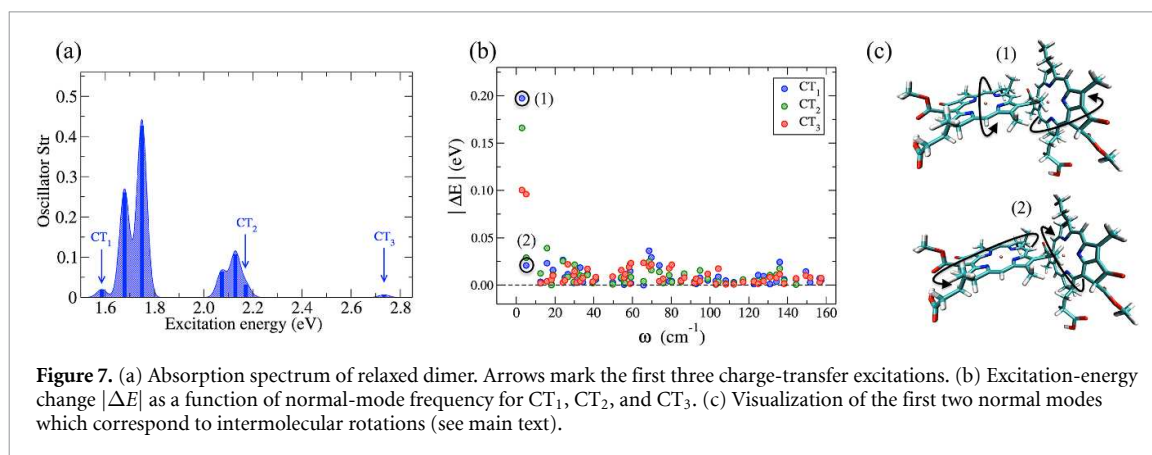 (a)
0.5
0.4
0.3
0.2
0.1
0
Oscillator Str
CT1
CT2
CT3
1.6 1.8 2.0 2.2 2.4 2.6 2.8
Excitation energy (eV)
(b)
0.20
0.15
0.10
0.05
0.025
0.00
| ΔE | (eV)
(1)
(2)
CT1
CT2
CT3
0 20 40 60 80 100 120 140 160
ω (cm-1)
(c)
(1)
(2)
Figure 7. (a) Absorption spectrum of relaxed dimer. Arrows mark the first three charge-transfer excitations. (b) Excitation-energy
change |ΔE| as a function of normal-mode frequency for CT1, CT2, and CT3. (c) Visualization of the first two normal modes
which correspond to intermolecular rotations (see main text).